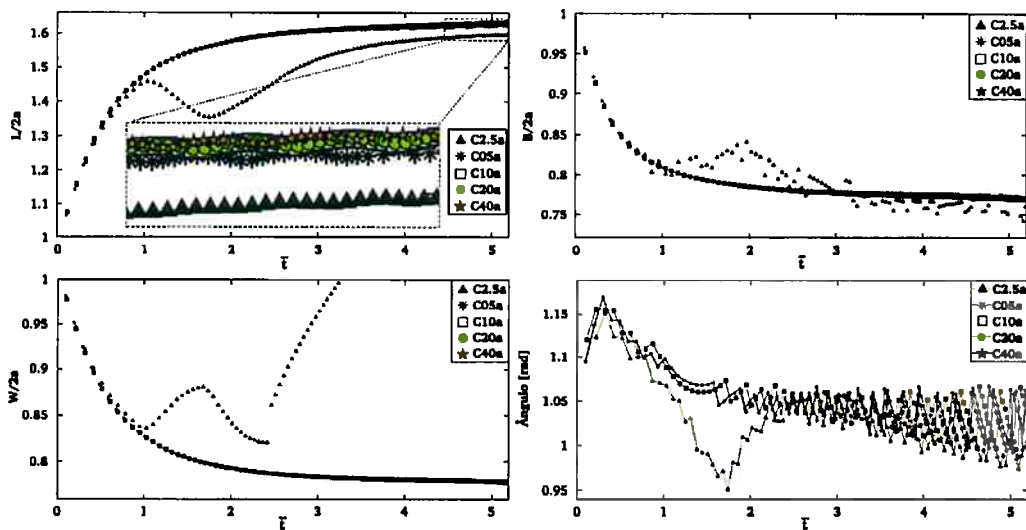 1.6
1.5
1.4
1.3
1.2
1.1
1
L/2a
0 1 2 3 4 5
t̄
C2.5a
C05a
C10a
C20a
C40a
0.95
0.9
0.85
0.8
0.75
B/2a
0 1 2 3 4 5
t̄
C2.5a
C05a
C10a
C20a
C40a
1
0.95
0.9
0.85
0.8
W/2a
0 1 2 3 4 5
t̄
C2.5a
C05a
C10a
C20a
C40a
1.15
1.1
1.05
1
0.95
Ângulo [rad]
0 1 2 3 4 5
t̄
C2.5a
C05a
C10a
C20a
C40a